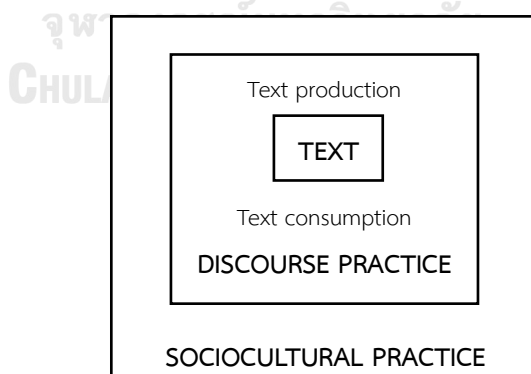 Text production
TEXT
Text consumption
DISCOURSE PRACTICE
SOCIOCULTURAL PRACTICE